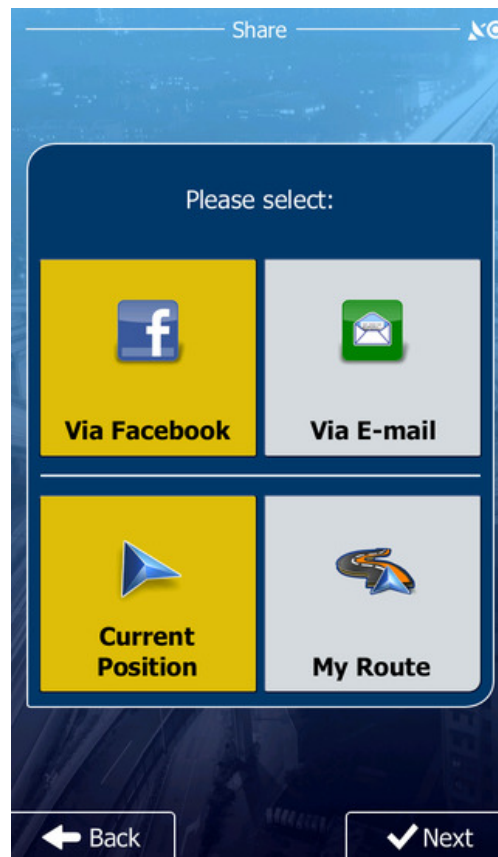 Share
Please select:
Via Facebook
Via E-mail
Current
Position
My Route
Back
Next